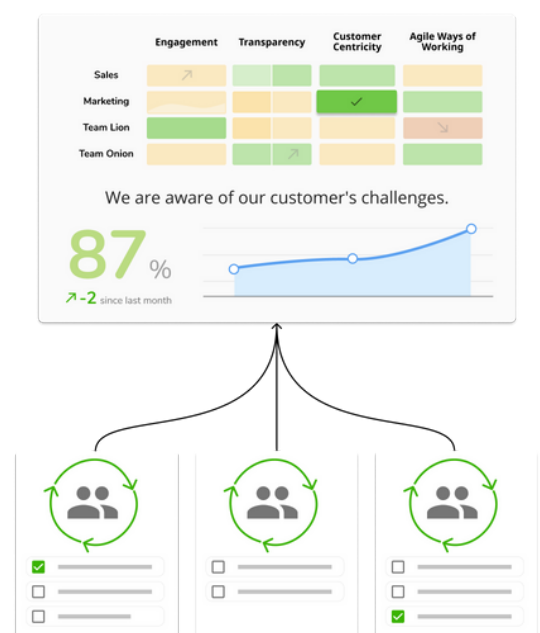 Engagement Transparency Customer Centricity Agile Ways of Working
Sales
Marketing
Team Lion
Team Onion
We are aware of our customer's challenges.
87 %
-2 since last month